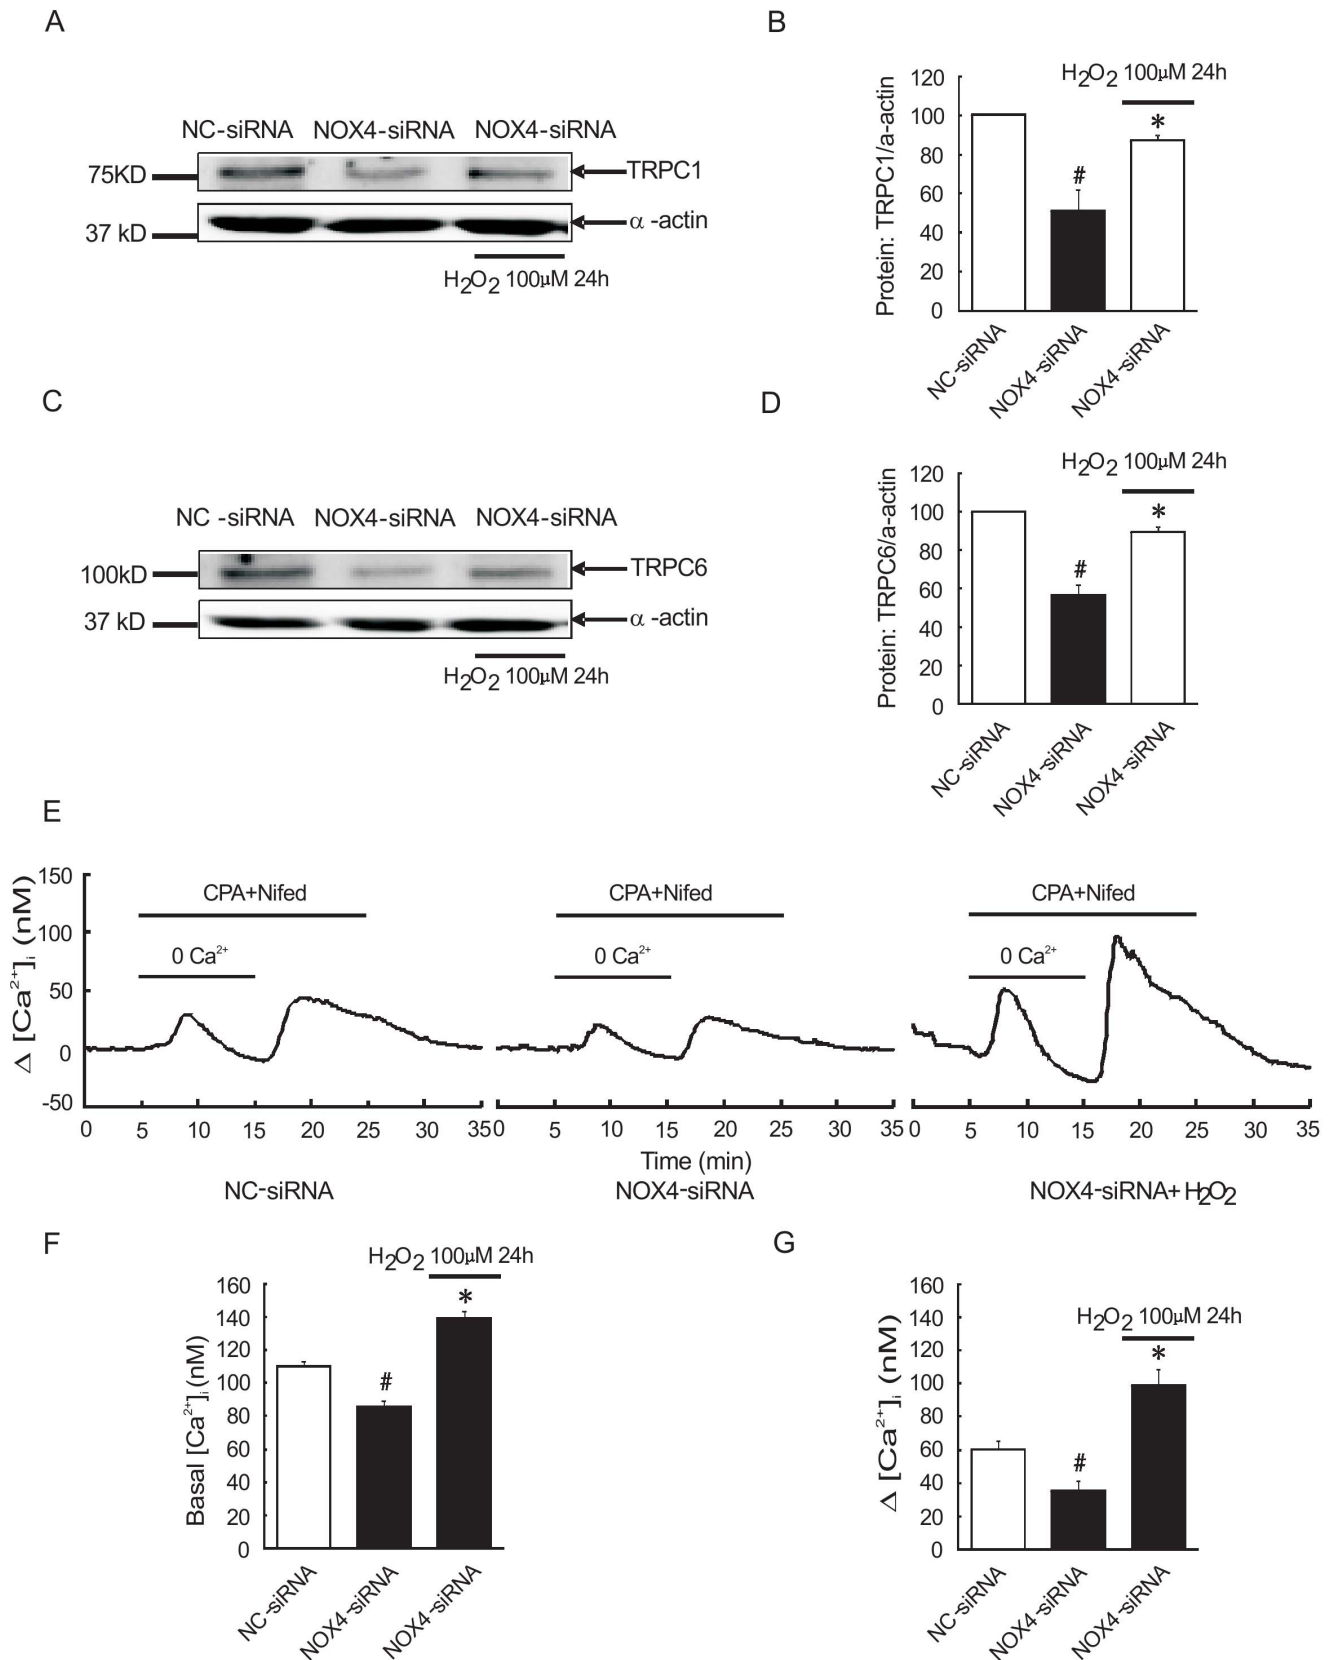 A
NC-siRNA NOX4-siRNA NOX4-siRNA
75KD
TRPC1
37 kD
α -actin
H2O2 100μM 24h
B
H2O2 100μM 24h
Protein: TRPC1/a-actin
120
100
80
60
40
20
0
#
*
NC-siRNA
NOX4-siRNA
NOX4-siRNA
C
NC -siRNA NOX4-siRNA NOX4-siRNA
100kD
TRPC6
37 kD
α -actin
H2O2 100μM 24h
D
H2O2 100μM 24h
Protein: TRPC6/a-actin
120
100
80
60
40
20
0
#
*
NC-siRNA
NOX4-siRNA
NOX4-siRNA
E
Δ [Ca²⁺]i (nM)
150
100
50
0
-50
CPA+Nifed
0 Ca²⁺
CPA+Nifed
0 Ca²⁺
CPA+Nifed
0 Ca²⁺
0 5 10 15 20 25 30 35 0 5 10 15 20 25 30 35 0 5 10 15 20 25 30 35
Time (min)
NC-siRNA NOX4-siRNA NOX4-siRNA+H2O2
F
H2O2 100μM 24h
Basal [Ca²⁺]i (nM)
160
140
120
100
80
60
40
20
0
#
*
NC-siRNA
NOX4-siRNA
NOX4-siRNA
G
H2O2 100μM 24h
Δ [Ca²⁺]i (nM)
160
140
120
100
80
60
40
20
0
#
*
NC-siRNA
NOX4-siRNA
NOX4-siRNA